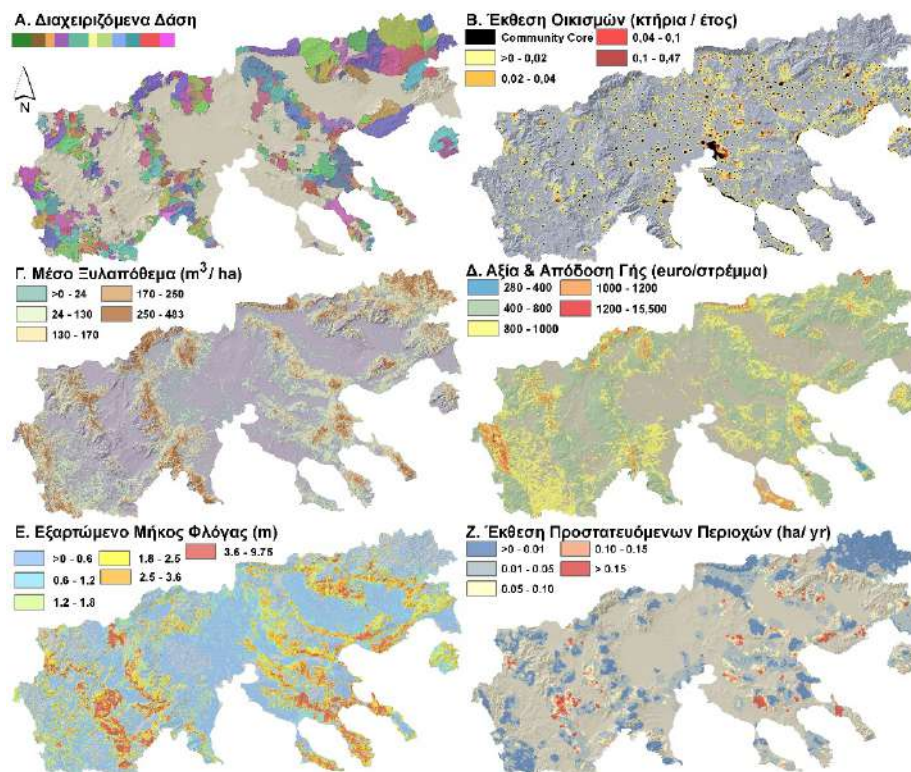 Α. Διαχειριζόμενα Δάση
Β. Έκθεση Οικισμών (κτήρια / έτος)
Community Core
>0 - 0,02
0,02 - 0,04
0,04 - 0,1
0,1 - 0,47
N
Γ. Μέσο Ξυλαπόθεμα (m³/ ha)
>0 - 24
24 - 130
130 - 170
170 - 250
250 - 483
Δ. Αξία & Απόδοση Γής (euro/στρέμμα)
280 - 400
400 - 800
800 - 1000
1000 - 1200
1200 - 15,500
Ε. Εξαρτώμενο Μήκος Φλόγας (m)
>0 - 0.6
0.6 - 1.2
1.2 - 1.8
1.8 - 2.5
2.5 - 3.6
3.6 - 9.75
Ζ. Έκθεση Προστατευόμενων Περιοχών (ha/ yr)
>0 - 0.01
0.01 - 0.05
0.05 - 0.10
0.10 - 0.15
> 0.15